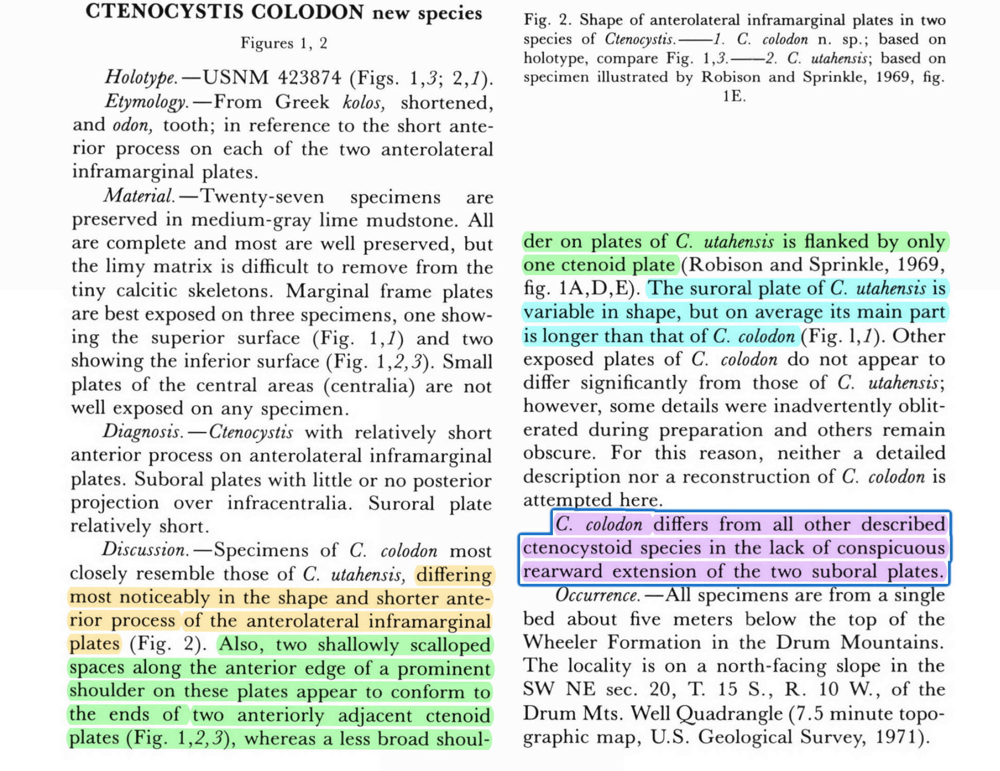 CTENOCYSTIS COLODON new species
Figures 1, 2
Holotype.—USNM 423874 (Figs. 1,3; 2,1).
Etymology.—From Greek kolos, shortened,
and odon, tooth; in reference to the short ante-
rior process on each of the two anterolateral
inframarginal plates.
Material.—Twenty-seven specimens are
preserved in medium-gray lime mudstone. All
are complete and most are well preserved, but
the limy matrix is difficult to remove from the
tiny calcitic skeletons. Marginal frame plates
are best exposed on three specimens, one show-
ing the superior surface (Fig. 1,1) and two
showing the inferior surface (Fig. 1,2,3). Small
plates of the central areas (centralia) are not
well exposed on any specimen.
Diagnosis.—Ctenocystis with relatively short
anterior process on anterolateral inframarginal
plates. Suboral plates with little or no posterior
projection over infracentralia. Suroral plate
relatively short.
Discussion.—Specimens of C. colodon most
closely resemble those of C. utahensis, differing
most noticeably in the shape and shorter ante-
rior process of the anterolateral inframarginal
plates (Fig. 2). Also, two shallowly scalloped
spaces along the anterior edge of a prominent
shoulder on these plates appear to conform to
the ends of two anteriorly adjacent ctenoid
plates (Fig. 1,2,3), whereas a less broad shoul-
Fig. 2. Shape of anterolateral inframarginal plates in two
species of Ctenocystis.——1. C. colodon n. sp.; based on
holotype, compare Fig. 1,3.——2. C. utahensis; based on
specimen illustrated by Robison and Sprinkle, 1969, fig.
1E.
der on plates of C. utahensis is flanked by only
one ctenoid plate (Robison and Sprinkle, 1969,
fig. 1A,D,E). The suroral plate of C. utahensis is
variable in shape, but on average its main part
is longer than that of C. colodon (Fig. 1,1). Other
exposed plates of C. colodon do not appear to
differ significantly from those of C. utahensis;
however, some details were inadvertently oblit-
erated during preparation and others remain
obscure. For this reason, neither a detailed
description nor a reconstruction of C. colodon is
attempted here.
C. colodon differs from all other described
ctenocystoid species in the lack of conspicuous
rearward extension of the two suboral plates.
Occurrence.—All specimens are from a single
bed about five meters below the top of the
Wheeler Formation in the Drum Mountains.
The locality is on a north-facing slope in the
SW NE sec. 20, T. 15 S., R. 10 W., of the
Drum Mts. Well Quadrangle (7.5 minute topo-
graphic map, U.S. Geological Survey, 1971).